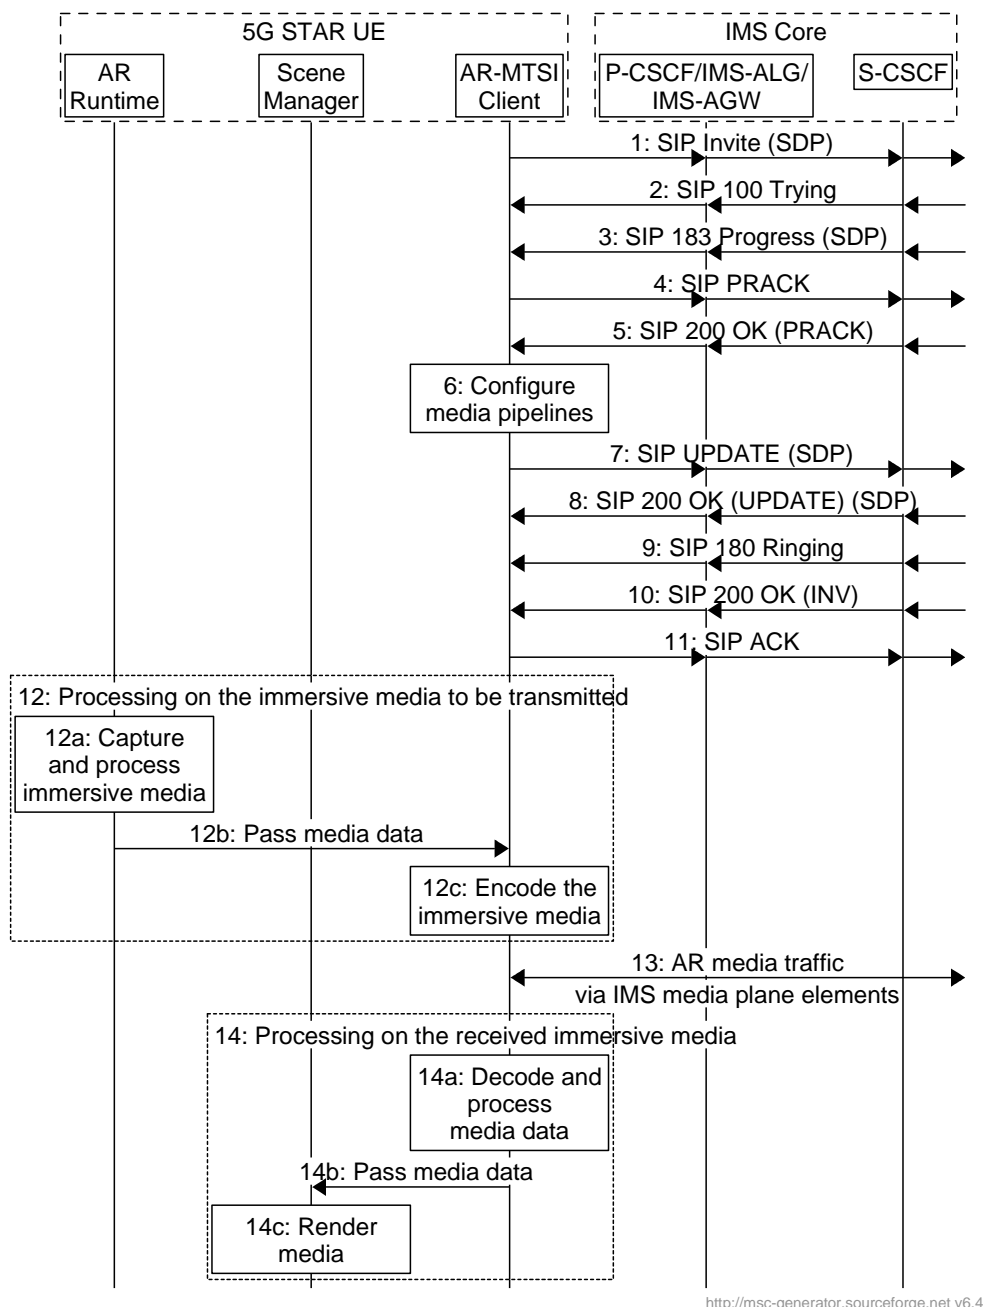 5G STAR UE
IMS Core
AR
Runtime
Scene
Manager
AR-MTSI
Client
P-CSCF/IMS-ALG/
IMS-AGW
S-CSCF
1: SIP Invite (SDP)
2: SIP 100 Trying
3: SIP 183 Progress (SDP)
4: SIP PRACK
5: SIP 200 OK (PRACK)
6: Configure
media pipelines
7: SIP UPDATE (SDP)
8: SIP 200 OK (UPDATE) (SDP)
9: SIP 180 Ringing
10: SIP 200 OK (INV)
11: SIP ACK
12: Processing on the immersive media to be transmitted
12a: Capture
and process
immersive media
12b: Pass media data
12c: Encode the
immersive media
13: AR media traffic
via IMS media plane elements
14: Processing on the received immersive media
14a: Decode and
process
media data
14b: Pass media data
14c: Render
media
http://msc-generator.sourceforge.net v6.4